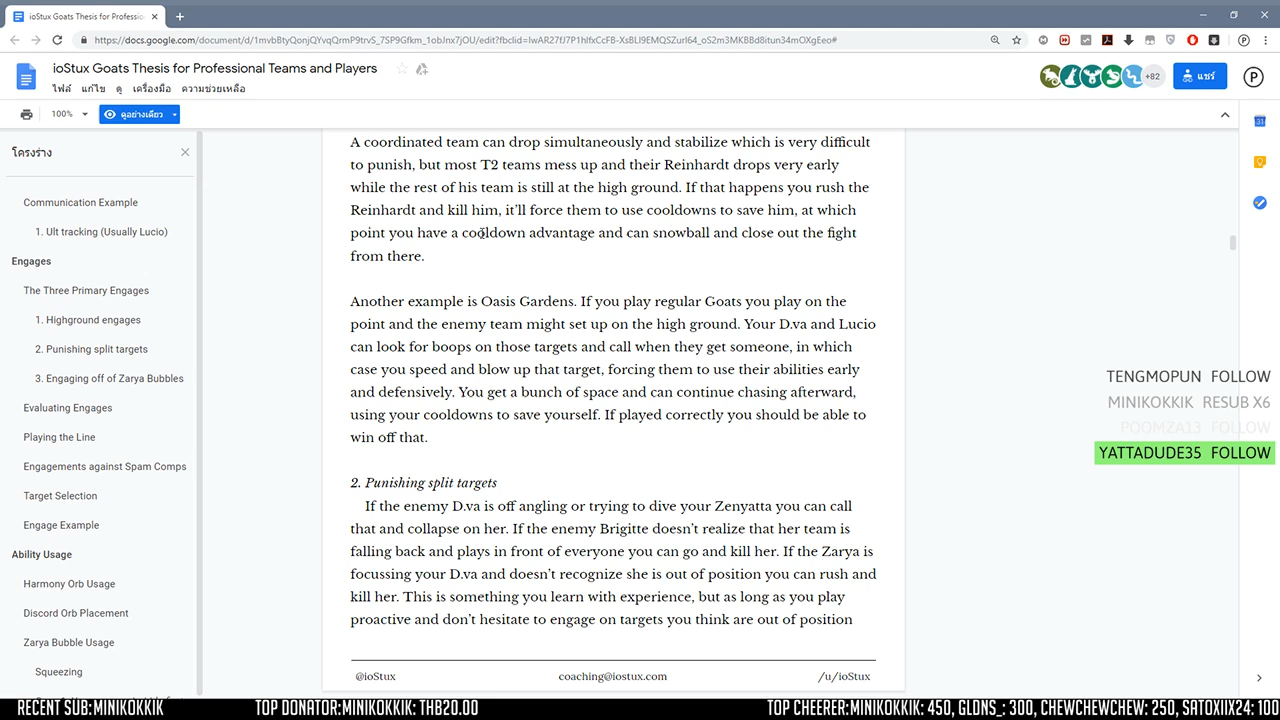 ioStux Goats Thesis for Professio
https://docs.google.com/document/d/1mvbBtyQonjQYvqQrmP9trvS_7SP9Gfkm_1obJnx7jOU/edit?fbclid=IwAR27fJ7P1hlfxCcFB-XsBLl9EMQSZurl64_oS2m3MKBBd8itun34mOXgEeo#
ioStux Goats Thesis for Professional Teams and Players
ไฟล์ แก้ไข ดู เครื่องมือ ความช่วยเหลือ
+82
แชร์
P
100%
ดูอย่างเดียว
โครงร่าง
Communication Example
1. Ult tracking (Usually Lucio)
Engages
The Three Primary Engages
1. Highground engages
2. Punishing split targets
3. Engaging off of Zarya Bubbles
Evaluating Engages
Playing the Line
Engagements against Spam Comps
Target Selection
Engage Example
Ability Usage
Harmony Orb Usage
Discord Orb Placement
Zarya Bubble Usage
Squeezing
A coordinated team can drop simultaneously and stabilize which is very difficult
to punish, but most T2 teams mess up and their Reinhardt drops very early
while the rest of his team is still at the high ground. If that happens you rush the
Reinhardt and kill him, it’ll force them to use cooldowns to save him, at which
point you have a cooldown advantage and can snowball and close out the fight
from there.
Another example is Oasis Gardens. If you play regular Goats you play on the
point and the enemy team might set up on the high ground. Your D.va and Lucio
can look for boops on those targets and call when they get someone, in which
case you speed and blow up that target, forcing them to use their abilities early
and defensively. You get a bunch of space and can continue chasing afterward,
using your cooldowns to save yourself. If played correctly you should be able to
win off that.
2. Punishing split targets
If the enemy D.va is off angling or trying to dive your Zenyatta you can call
that and collapse on her. If the enemy Brigitte doesn’t realize that her team is
falling back and plays in front of everyone you can go and kill her. If the Zarya is
focussing your D.va and doesn’t recognize she is out of position you can rush and
kill her. This is something you learn with experience, but as long as you play
proactive and don’t hesitate to engage on targets you think are out of position
@ioStux coaching@iostux.com /u/ioStux
TENGMOPUN FOLLOW
MINIKOKKIK RESUB X6
POOMZA13 FOLLOW
YATTADUDE35 FOLLOW
RECENT SUB:MINIKOKKIK TOP DONATOR:MINIKOKKIK: THB20.00 TOP CHEERER:MINIKOKKIK: 450, GLDNS_: 300, CHEWCHEWCHEW: 250, SATOXIIX24: 100